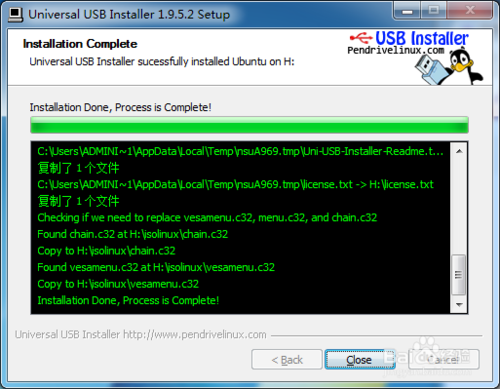 Universal USB Installer 1.9.5.2 Setup
Installation Complete
Universal USB Installer sucessfully installed Ubuntu on H:
USB Installer
Pendrivelinux.com
Installation Done, Process is Complete!
C:\Users\ADMINI~1\AppData\Local\Temp\nsuA969.tmp\Uni-USB-Installer-Readme.t...
复制了 1 个文件
C:\Users\ADMINI~1\AppData\Local\Temp\nsuA969.tmp\license.txt -> H:\license.txt
复制了 1 个文件
Checking if we need to replace vesamenu.c32, menu.c32, and chain.c32
Found chain.c32 at H:\isolinux\chain.c32
Copy to H:\isolinux\chain.c32
Found vesamenu.c32 at H:\isolinux\vesamenu.c32
Copy to H:\isolinux\vesamenu.c32
Installation Done, Process is Complete!
Universal USB Installer http://www.pendrivelinux.com
< Back
Close
Cancel